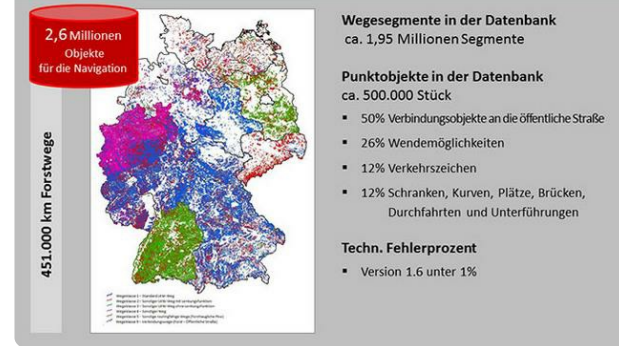 2,6 Millionen
Objekte
für die Navigation
451.000 km Forstwege
Wegesegmente in der Datenbank
ca. 1,95 Millionen Segmente
Punktobjekte in der Datenbank
ca. 500.000 Stück
▪ 50% Verbindungsobjekte an die öffentliche Straße
▪ 26% Wendemöglichkeiten
▪ 12% Verkehrszeichen
▪ 12% Schranken, Kurven, Plätze, Brücken,
Durchfahrten und Unterführungen
Techn. Fehlerprozent
▪ Version 1.6 unter 1%